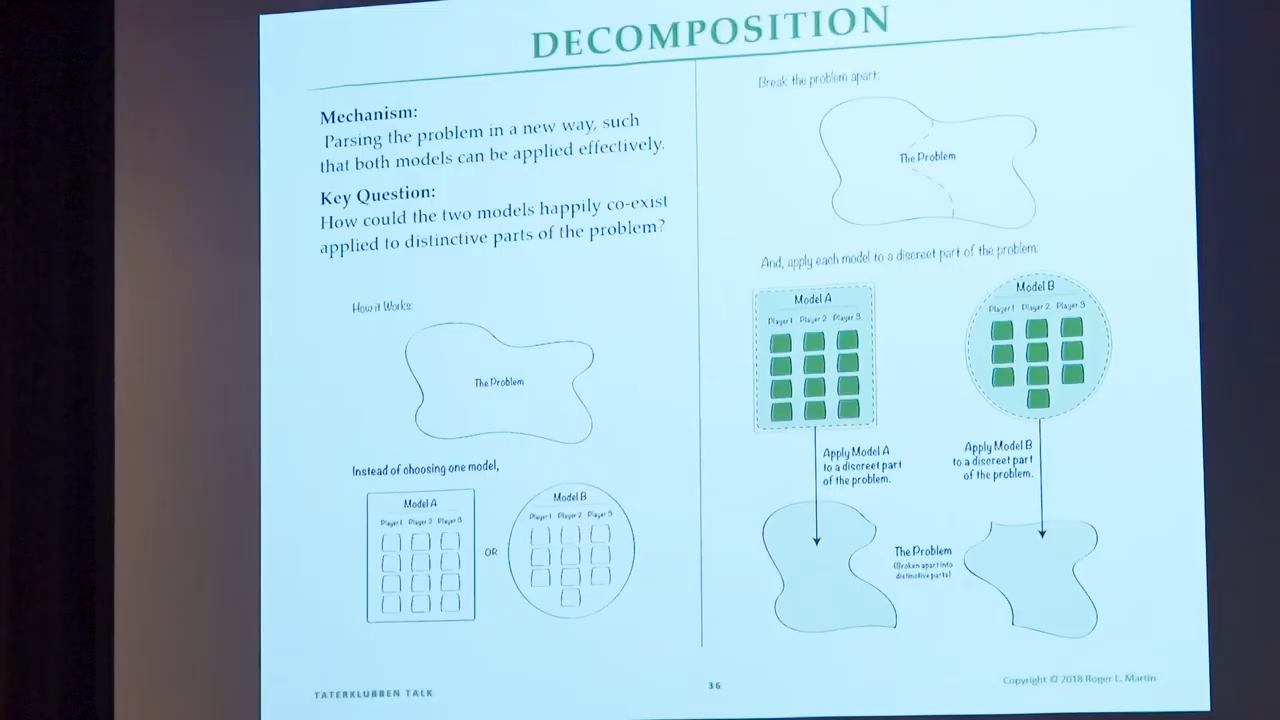 DECOMPOSITION
Mechanism:
Parsing the problem in a new way, such
that both models can be applied effectively.
Key Question:
How could the two models happily co-exist
applied to distinctive parts of the problem?
How it Works:
The Problem
Instead of choosing one model,
Model A
Player 1 Player 2 Player 3
OR
Model B
Player 1 Player 2 Player 3
Break the problem apart:
The Problem
And, apply each model to a discreet part of the problem:
Model A
Player 1 Player 2 Player 3
Model B
Player 1 Player 2 Player 3
Apply Model A
to a discreet part
of the problem.
Apply Model B
to a discreet part
of the problem.
The Problem
(Broken apart into
distinctive parts)
TATERKLUBBEN TALK
36
Copyright © 2018 Roger L. Martin